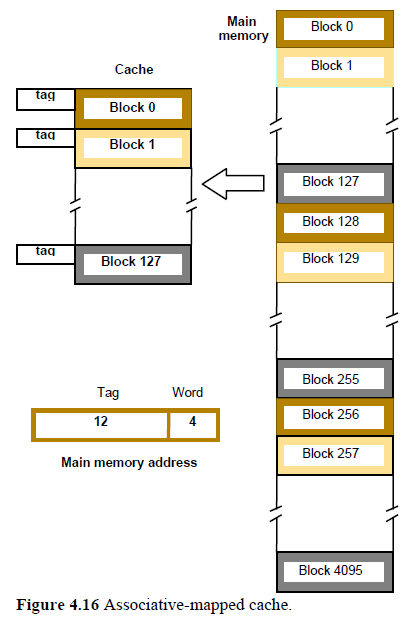 Main
memory
Block 0
Block 1
Cache
tag
Block 0
tag
Block 1
Block 127
Block 128
Block 129
tag
Block 127
Block 255
Block 256
Block 257
Tag Word
12 4
Main memory address
Block 4095
Figure 4.16 Associative-mapped cache.